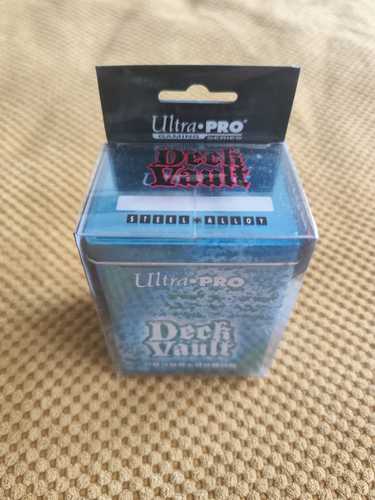 Ultra•PRO
GAMING SERIES
Deck
Vault
STEEL ALLOY
Ultra•PRO
Deck
Vault